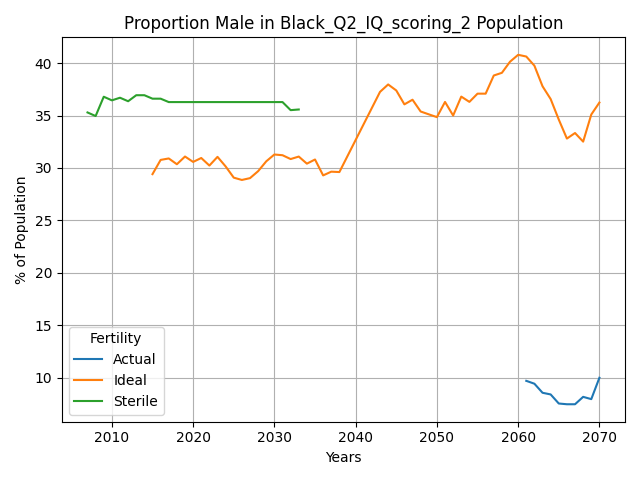 Proportion Male in Black_Q2_IQ_scoring_2 Population
% of Population
40
35
30
25
20
15
10
Fertility
Actual
Ideal
Sterile
2010 2020 2030 2040 2050 2060 2070
Years